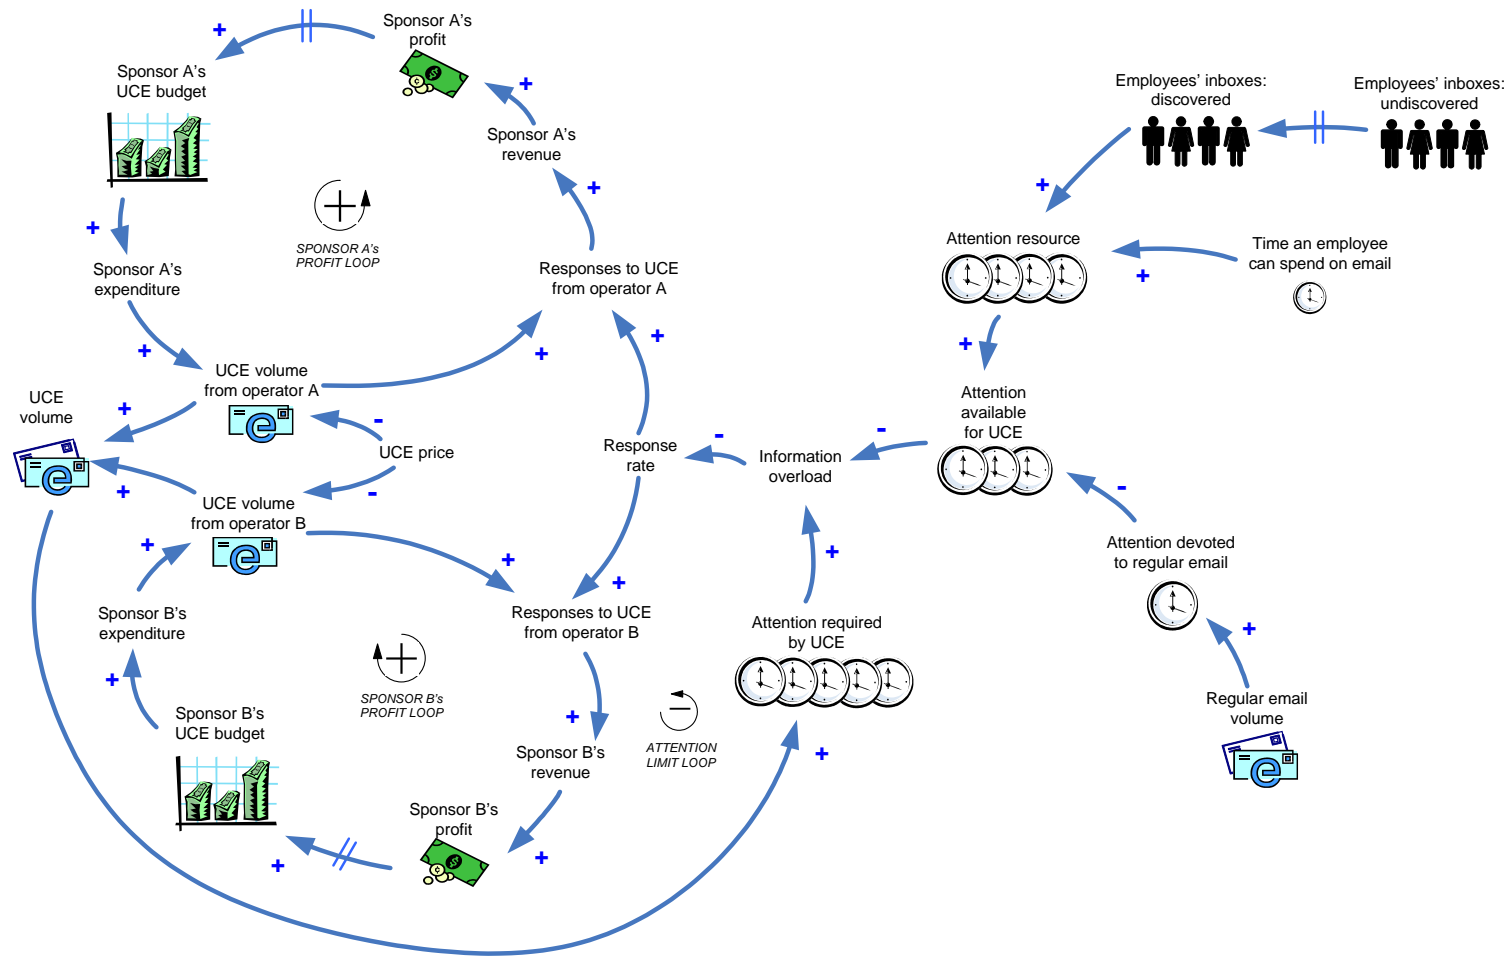 Sponsor A's
profit
Sponsor A's
UCE budget
+
+
Sponsor A's
revenue
Employees' inboxes:
discovered
Employees' inboxes:
undiscovered
+
+
+
SPONSOR A's
PROFIT LOOP
Sponsor A's
expenditure
Responses to UCE
from operator A
Attention resource
+
Time an employee
can spend on email
+
+
+
+
+
UCE volume
from operator A
UCE
volume
+
-
UCE price
-
+
Response
rate
-
Information
overload
-
Attention
available
for UCE
-
UCE volume
from operator B
+
+
+
Attention devoted
to regular email
Sponsor B's
expenditure
+
Responses to UCE
from operator B
Attention required
by UCE
+
+
SPONSOR B's
PROFIT LOOP
Sponsor B's
UCE budget
+
Sponsor B's
revenue
ATTENTION
LIMIT LOOP
+
Regular email
volume
Sponsor B's
profit
+
+